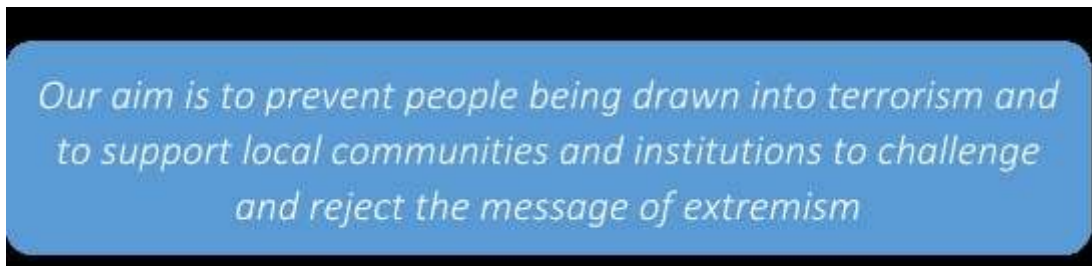 Our aim is to prevent people being drawn into terrorism and
to support local communities and institutions to challenge
and reject the message of extremism